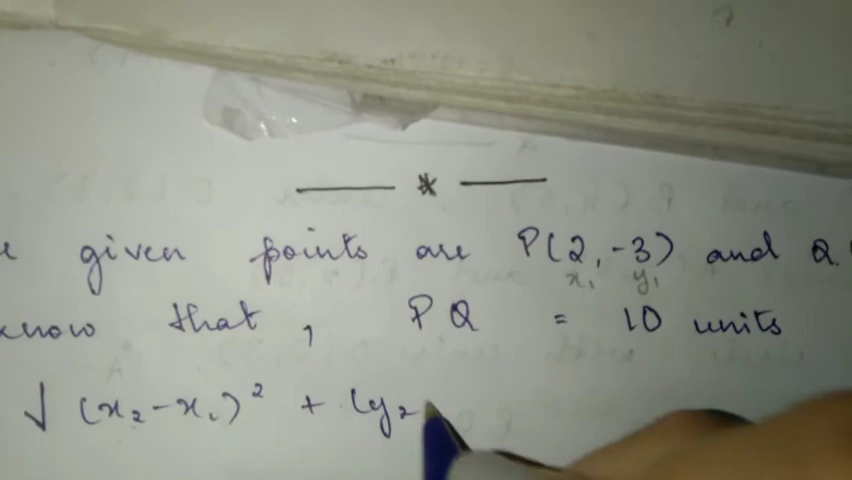 given points are P(2,-3) and Q
x₁ y₁
know that, PQ = 10 units
√(x₂-x₁)² + (y₂